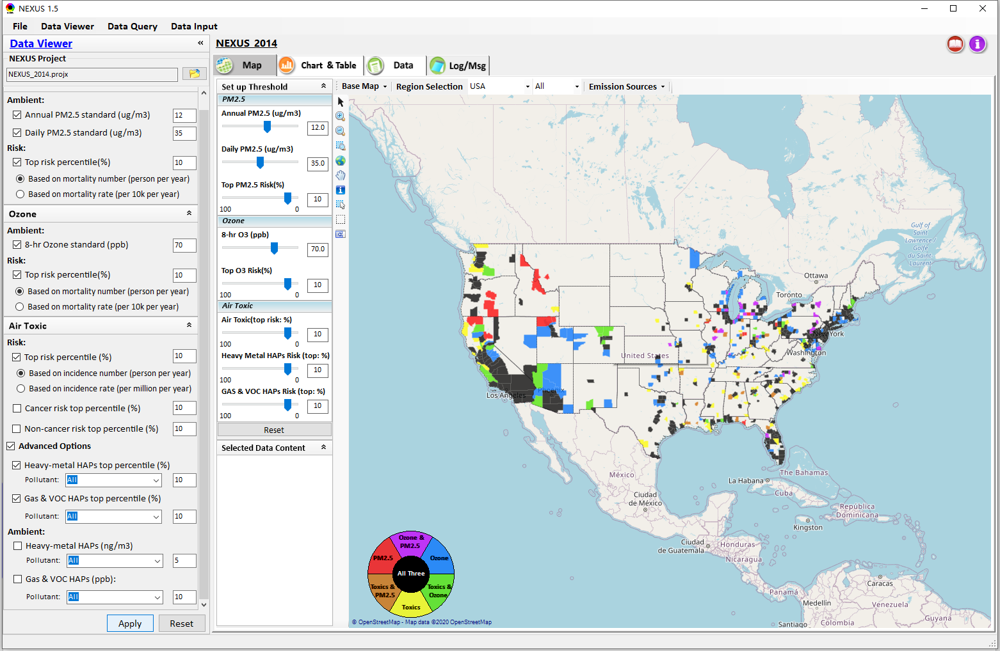 NEXUS 1.5
File Data Viewer Data Query Data Input
Data Viewer «
NEXUS Project
NEXUS_2014.projx
Ambient:
Annual PM2.5 standard (ug/m3) 12
Daily PM2.5 standard (ug/m3) 35
Risk:
Top risk percentile(%) 10
Based on mortality number (person per year)
Based on mortality rate (per 10k per year)
Ozone
Ambient:
8-hr Ozone standard (ppb) 70
Risk:
Top risk percentile(%) 10
Based on mortality number (person per year)
Based on mortality rate (per 10k per year)
Air Toxic
Risk:
Top risk percentile (%) 10
Based on incidence number (person per year)
Based on incidence rate (per million per year)
Cancer risk top percentile (%) 10
Non-cancer risk top percentile (%) 10
Advanced Options
Heavy-metal HAPs top percentile (%)
Pollutant: All 10
Gas & VOC HAPs top percentile (%)
Pollutant: All 10
Ambient:
Heavy-metal HAPs (ng/m3)
Pollutant: All 5
Gas & VOC HAPs (ppb):
Pollutant: All 10
Apply Reset
NEXUS_2014
Map Chart & Table Data Log/Msg
Set up Threshold
PM2.5
Annual PM2.5 (ug/m3)
12.0
Daily PM2.5 (ug/m3)
35.0
Top PM2.5 Risk(%)
10
100 0
Ozone
8-hr O3 (ppb)
70.0
Top O3 Risk(%)
10
100 0
Air Toxic
Air Toxic(top risk: %)
10
100 0
Heavy Metal HAPs Risk (top: %)
10
100 0
GAS & VOC HAPs Risk (top: %)
10
100 0
Reset
Selected Data Content
Base Map Region Selection USA All Emission Sources
Gulf of
Saint
Lawrence /
Golfe
du Saint-
Laurent
Ottawa
Toronto
New York
Washington
United States
Phoenix
Los Angeles
México
The Bahamas
La Habana
Cuba
Ciudad
de México
República
Dominicana
Kingston
Ciudad
de Guatemala
Honduras
Nicaragua
Caracas
Panamá
Medellín
Venezuela
Guyana
Santiago
Colombia
Ozone &
PM2.5
PM2.5
Ozone
All Three
Toxics &
PM2.5
Toxics &
Ozone
Toxics
© OpenStreetMap - Map data ©2020 OpenStreetMap